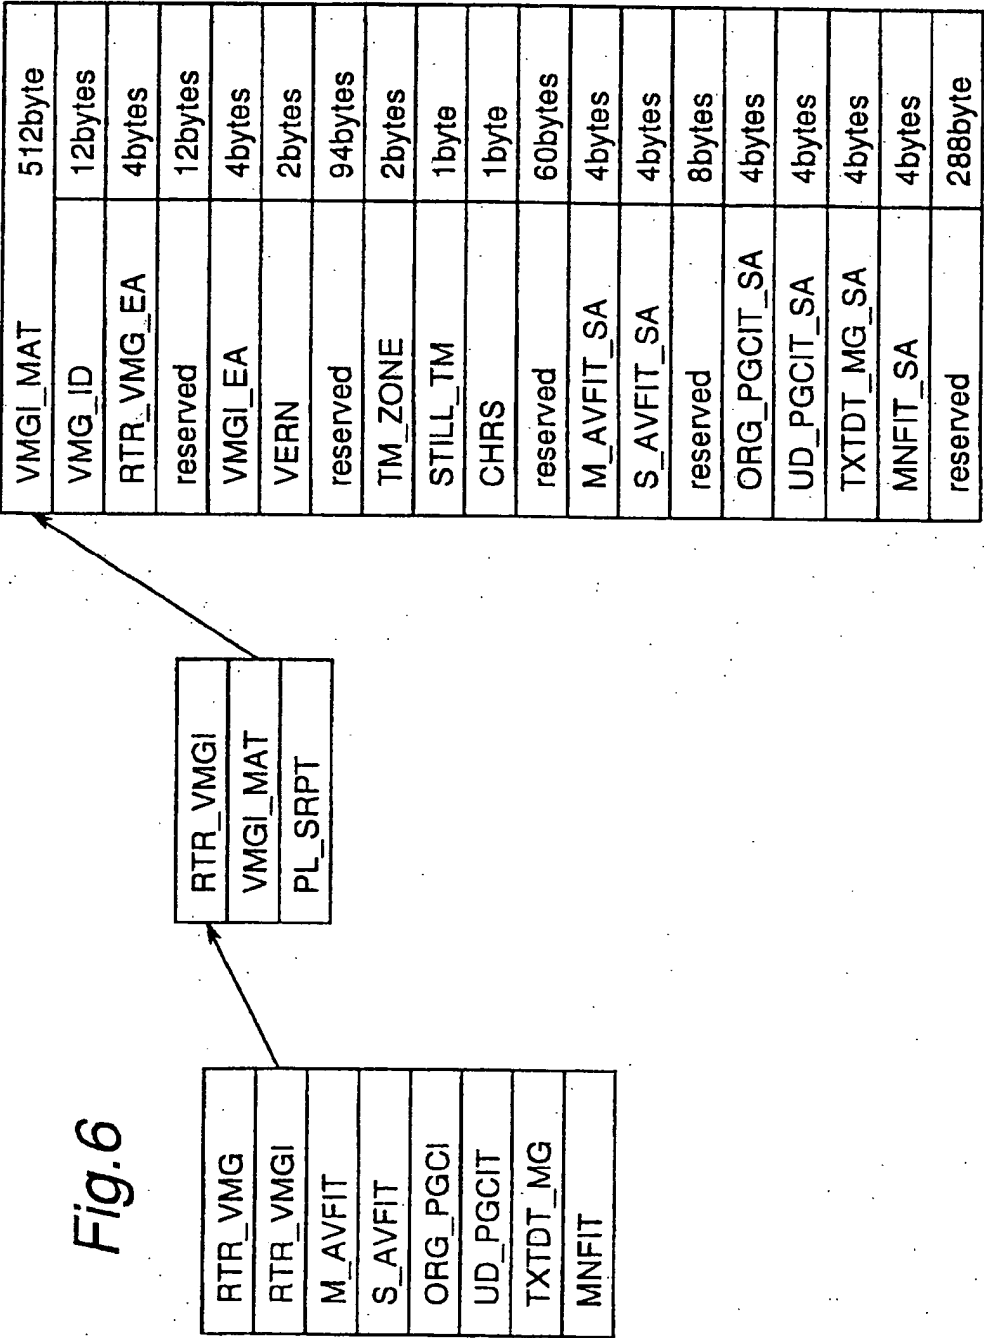 Fig.6
RTR_VMG
RTR_VMGI
M_AVFIT
S_AVFIT
ORG_PGCI
UD_PGCIT
TXTDT_MG
MNFIT
RTR_VMGI
VMGI_MAT
PL_SRPT
VMGI_MAT 512byte
VMG_ID 12bytes
RTR_VMG_EA 4bytes
reserved 12bytes
VMGI_EA 4bytes
VERN 2bytes
reserved 94bytes
TM_ZONE 2bytes
STILL_TM 1byte
CHRS 1byte
reserved 60bytes
M_AVFIT_SA 4bytes
S_AVFIT_SA 4bytes
reserved 8bytes
ORG_PGCIT_SA 4bytes
UD_PGCIT_SA 4bytes
TXTDT_MG_SA 4bytes
MNFIT_SA 4bytes
reserved 288byte